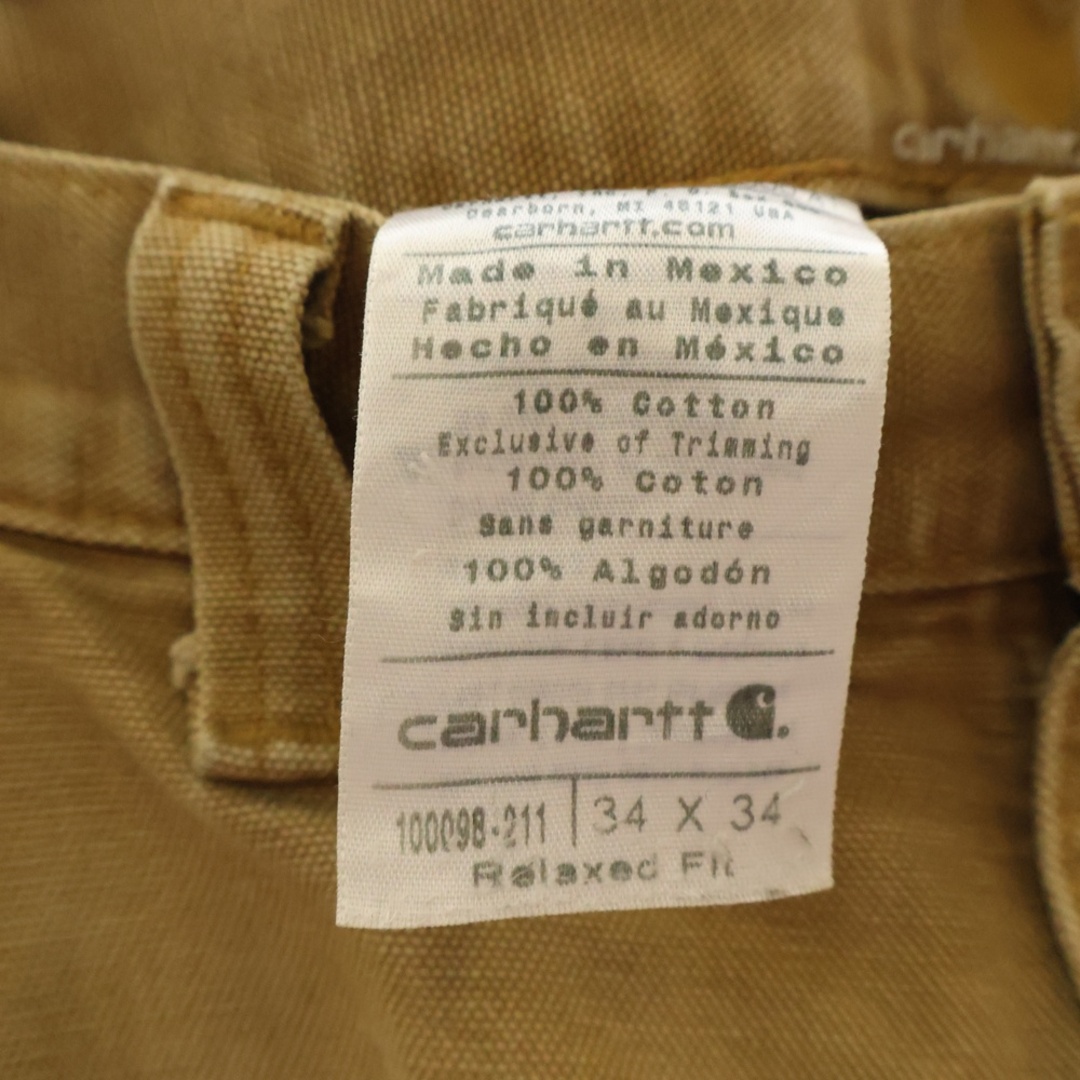 Dearborn, MI 48121 USA
carhartt.com
Made in Mexico
Fabriqué au Mexique
Hecho en México
100% Cotton
Exclusive of Trimming
100% Coton
Sans garniture
100% Algodón
Sin incluir adorno
carhartt
100098-211 34 X 34
Relaxed Fit